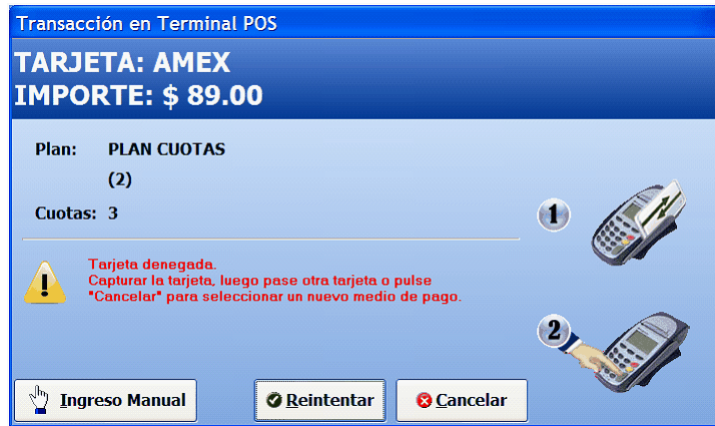 Transacción en Terminal POS
TARJETA: AMEX
IMPORTE: $ 89.00
Plan: PLAN CUOTAS
(2)
Cuotas: 3
1
Tarjeta denegada.
Capturar la tarjeta, luego pase otra tarjeta o pulse
"Cancelar" para seleccionar un nuevo medio de pago.
2
Ingreso Manual
Reintentar
Cancelar